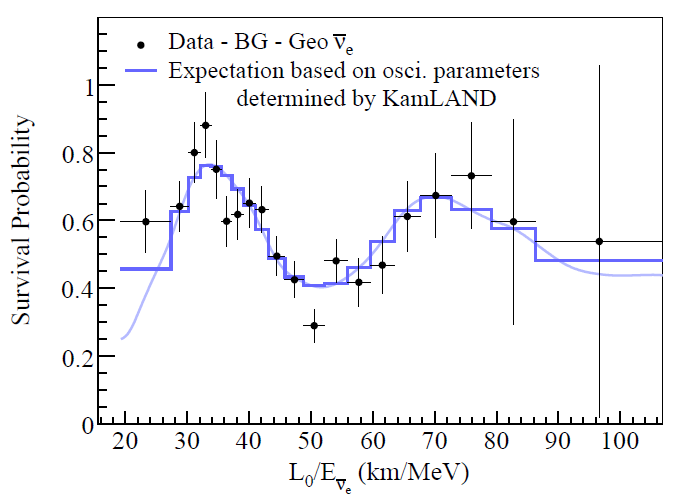 Data - BG - Geo ν̅e
Expectation based on osci. parameters
determined by KamLAND
Survival Probability
1
0.8
0.6
0.4
0.2
0
20 30 40 50 60 70 80 90 100
L0/Eν̅e (km/MeV)